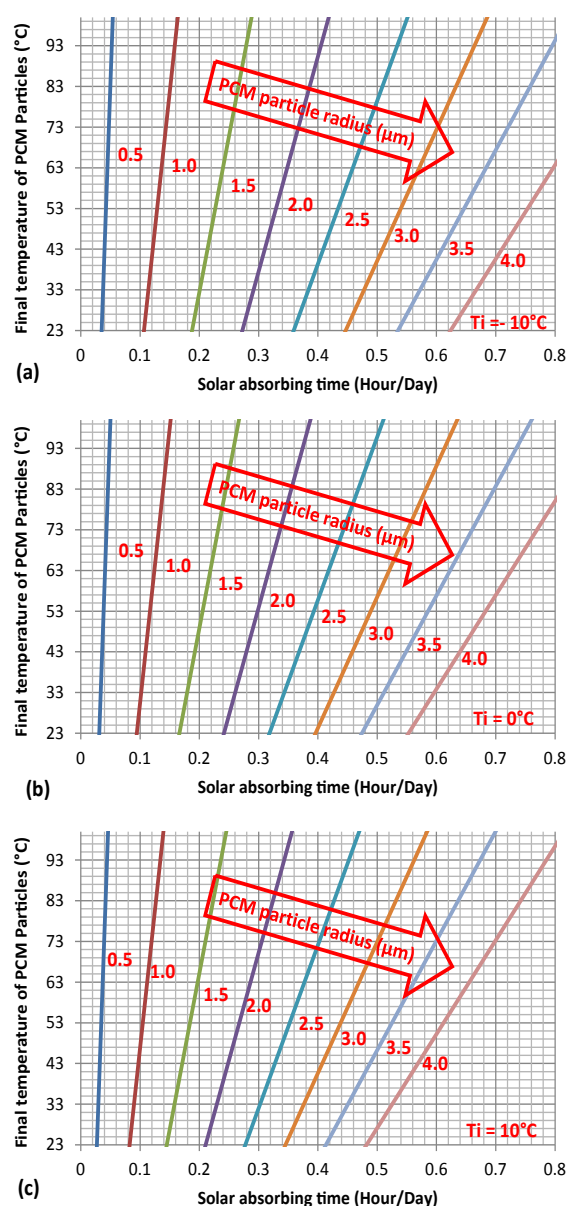 Final temperature of PCM Particles (°C)
93
83
73
63
53
43
33
23
PCM particle radius (µm)
0.5
1.0
1.5
2.0
2.5
3.0
3.5
4.0
Ti =- 10°C
0 0.1 0.2 0.3 0.4 0.5 0.6 0.7 0.8
Solar absorbing time (Hour/Day)
(a)
Final temperature of PCM Particles (°C)
93
83
73
63
53
43
33
23
PCM particle radius (µm)
0.5
1.0
1.5
2.0
2.5
3.0
3.5
4.0
Ti = 0°C
0 0.1 0.2 0.3 0.4 0.5 0.6 0.7 0.8
Solar absorbing time (Hour/Day)
(b)
Final temperature of PCM Particles (°C)
93
83
73
63
53
43
33
23
PCM particle radius (µm)
0.5
1.0
1.5
2.0
2.5
3.0
3.5
4.0
Ti = 10°C
0 0.1 0.2 0.3 0.4 0.5 0.6 0.7 0.8
Solar absorbing time (Hour/Day)
(c)